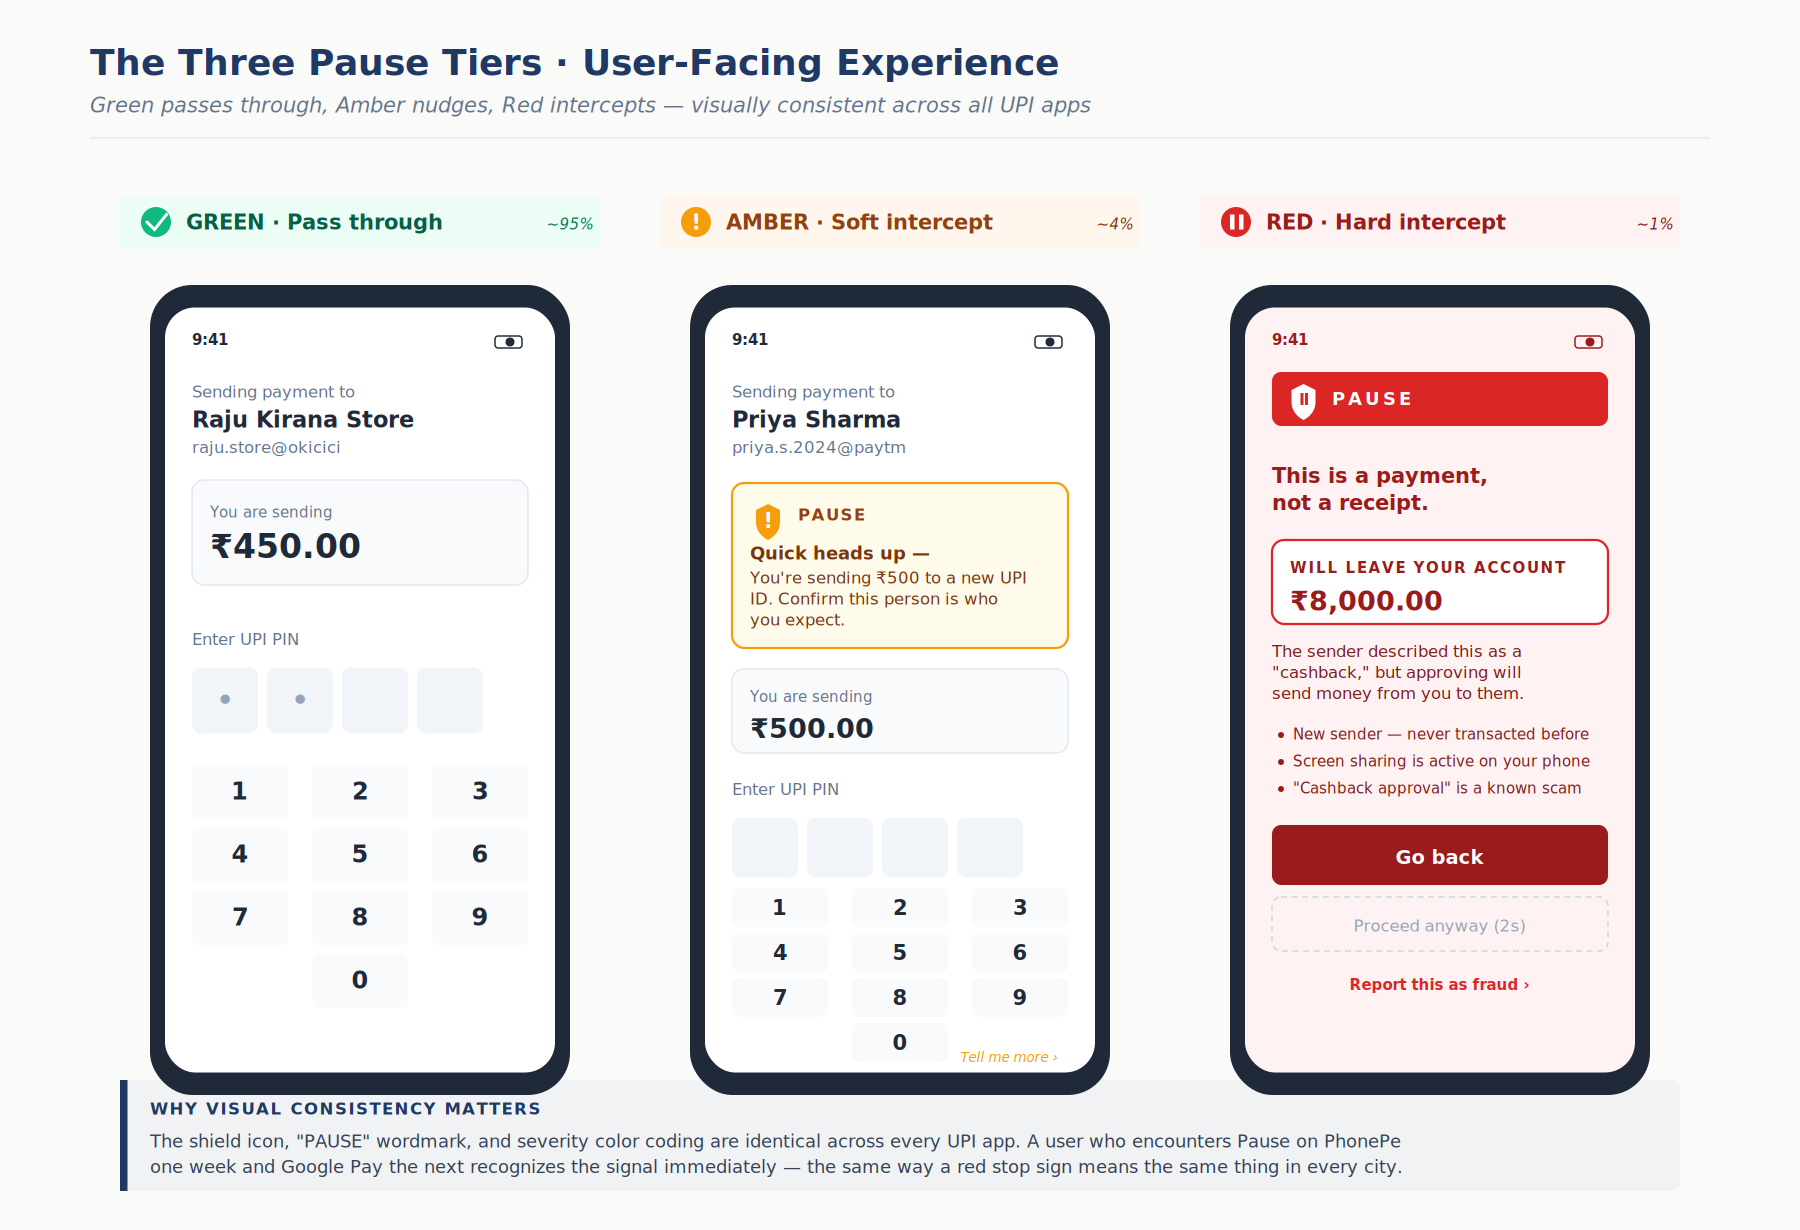 The Three Pause Tiers · User-Facing Experience
Green passes through, Amber nudges, Red intercepts — visually consistent across all UPI apps
GREEN · Pass through
~95%
9:41
Sending payment to
Raju Kirana Store
raju.store@okicici
You are sending
₹450.00
Enter UPI PIN
1 2 3
4 5 6
7 8 9
0
! AMBER · Soft intercept
~4%
9:41
Sending payment to
Priya Sharma
priya.s.2024@paytm
! PAUSE
Quick heads up —
You're sending ₹500 to a new UPI
ID. Confirm this person is who
you expect.
You are sending
₹500.00
Enter UPI PIN
1 2 3
4 5 6
7 8 9
0
Tell me more ›
RED · Hard intercept
~1%
9:41
PAUSE
This is a payment,
not a receipt.
WILL LEAVE YOUR ACCOUNT
₹8,000.00
The sender described this as a
"cashback," but approving will
send money from you to them.
• New sender — never transacted before
• Screen sharing is active on your phone
• "Cashback approval" is a known scam
Go back
Proceed anyway (2s)
Report this as fraud ›
WHY VISUAL CONSISTENCY MATTERS
The shield icon, "PAUSE" wordmark, and severity color coding are identical across every UPI app. A user who encounters Pause on PhonePe
one week and Google Pay the next recognizes the signal immediately — the same way a red stop sign means the same thing in every city.